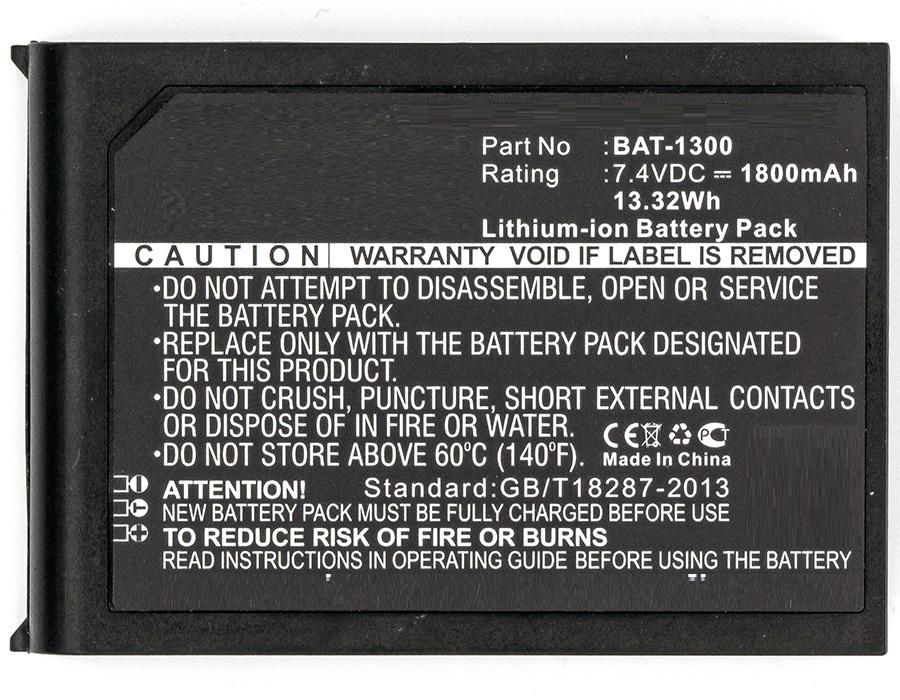 Part No :BAT-1300
Rating :7.4VDC ⎓ 1800mAh
13.32Wh
Lithium-ion Battery Pack
CAUTION WARRANTY VOID IF LABEL IS REMOVED
•DO NOT ATTEMPT TO DISASSEMBLE, OPEN OR SERVICE
THE BATTERY PACK.
•REPLACE ONLY WITH THE BATTERY PACK DESIGNATED
FOR THIS PRODUCT.
•DO NOT CRUSH, PUNCTURE, SHORT EXTERNAL CONTACTS
OR DISPOSE OF IN FIRE OR WATER.
•DO NOT STORE ABOVE 60ºC (140ºF).
CE PCT
Made In China
ATTENTION! Standard:GB/T18287-2013
NEW BATTERY PACK MUST BE FULLY CHARGED BEFORE USE
TO REDUCE RISK OF FIRE OR BURNS
READ INSTRUCTIONS IN OPERATING GUIDE BEFORE USING THE BATTERY